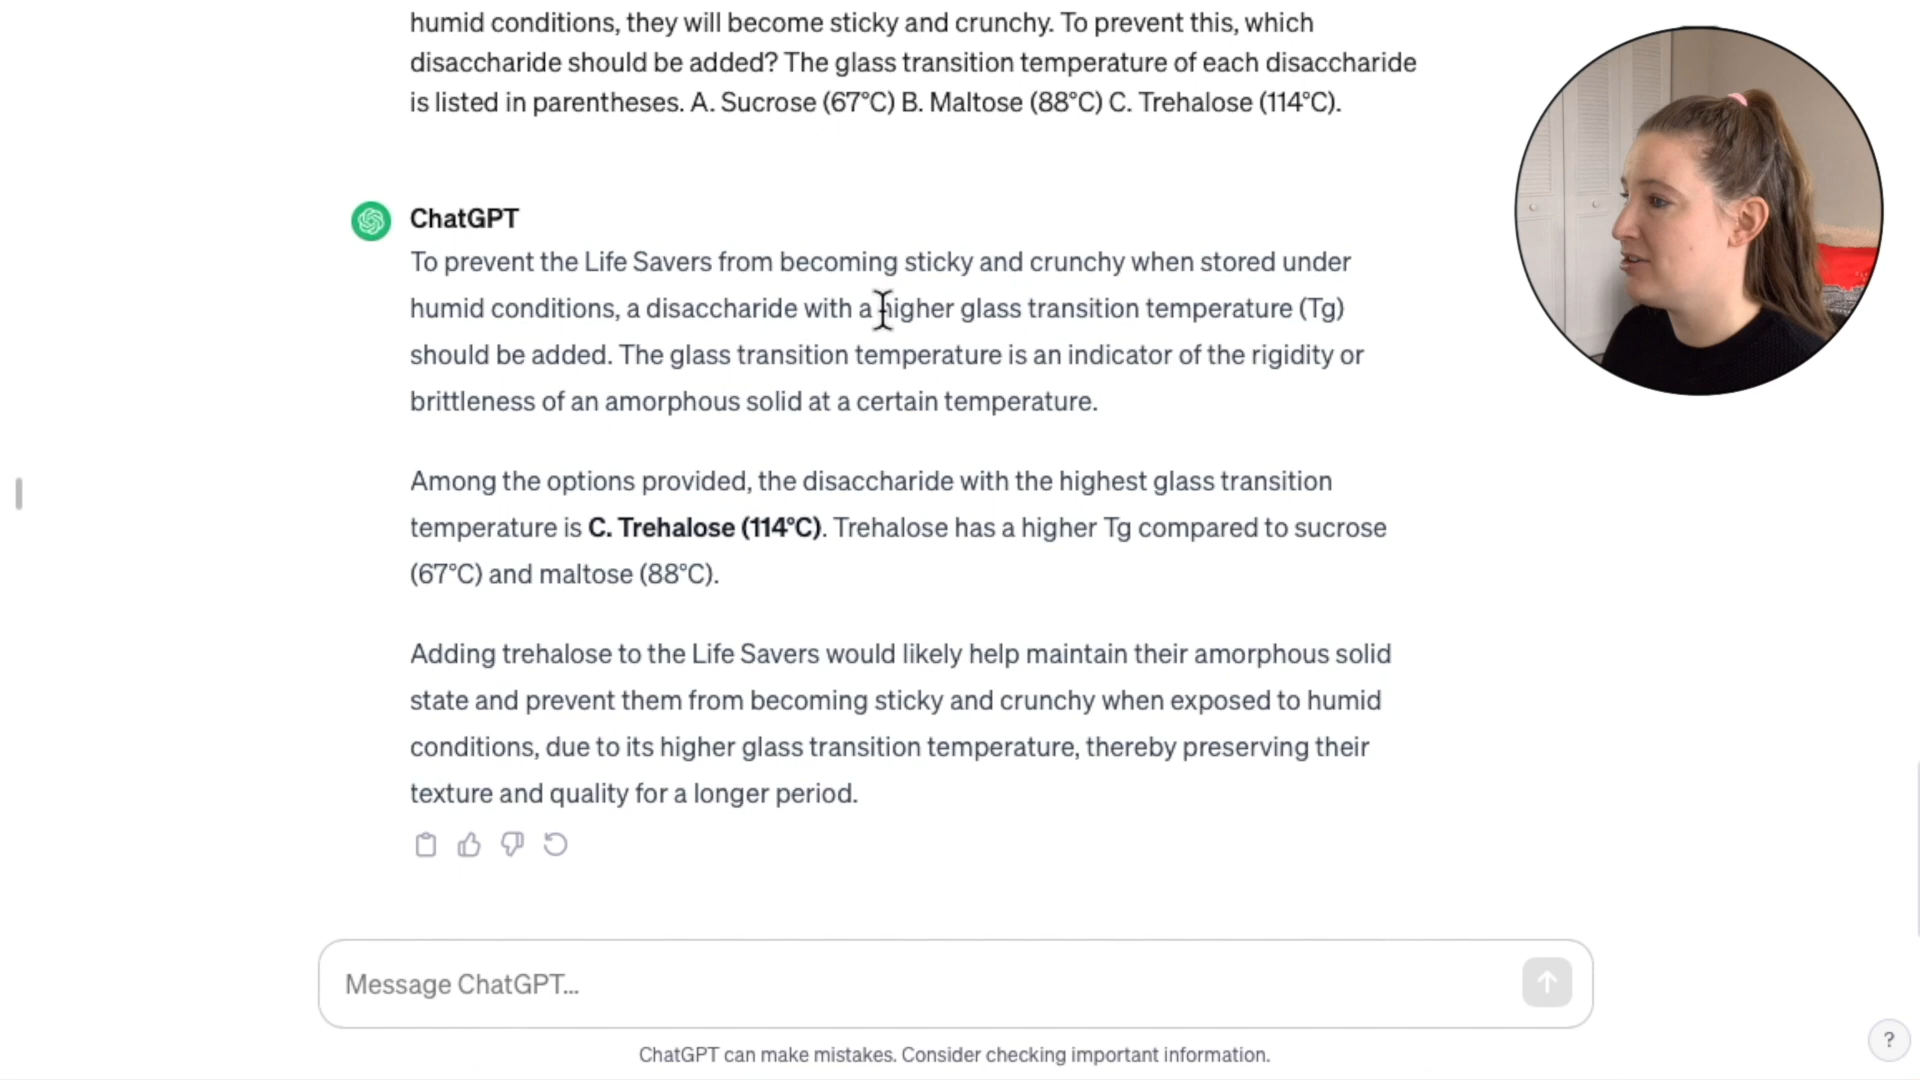 humid conditions, they will become sticky and crunchy. To prevent this, which
disaccharide should be added? The glass transition temperature of each disaccharide
is listed in parentheses. A. Sucrose (67°C) B. Maltose (88°C) C. Trehalose (114°C).
ChatGPT
To prevent the Life Savers from becoming sticky and crunchy when stored under
humid conditions, a disaccharide with a higher glass transition temperature (Tg)
should be added. The glass transition temperature is an indicator of the rigidity or
brittleness of an amorphous solid at a certain temperature.
Among the options provided, the disaccharide with the highest glass transition
temperature is C. Trehalose (114°C). Trehalose has a higher Tg compared to sucrose
(67°C) and maltose (88°C).
Adding trehalose to the Life Savers would likely help maintain their amorphous solid
state and prevent them from becoming sticky and crunchy when exposed to humid
conditions, due to its higher glass transition temperature, thereby preserving their
texture and quality for a longer period.
Message ChatGPT...
ChatGPT can make mistakes. Consider checking important information.
?